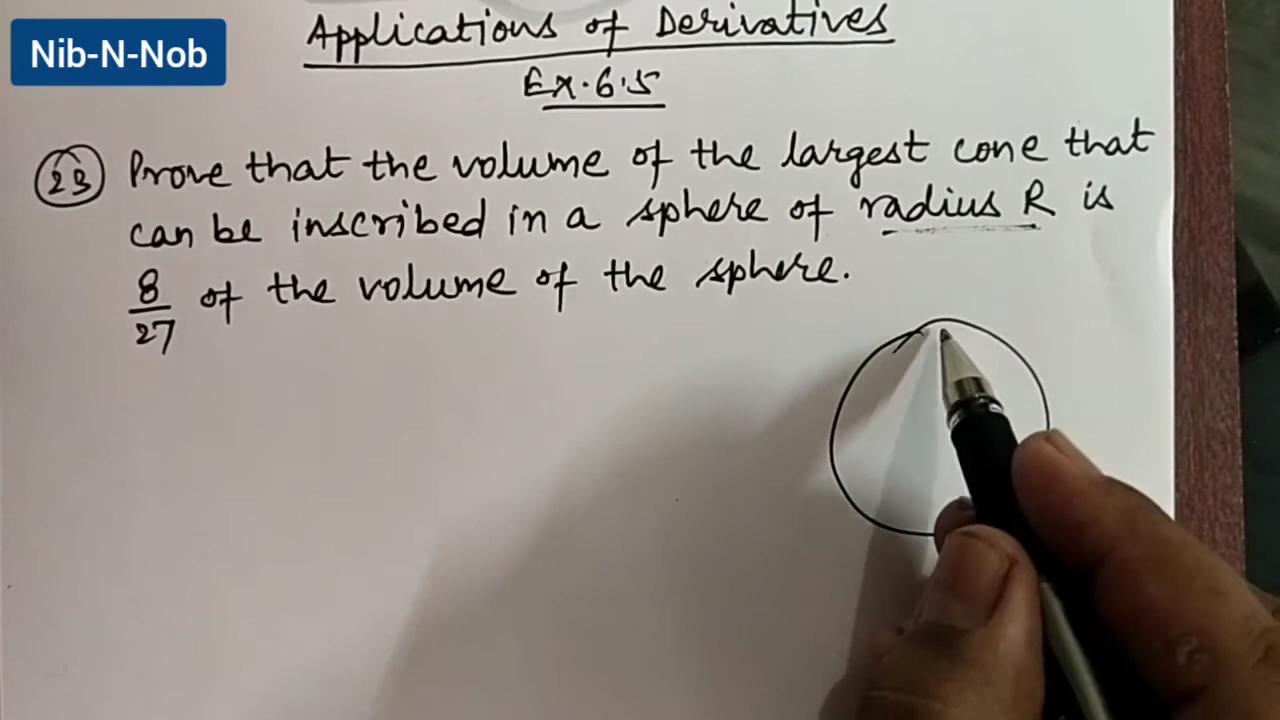 Nib-N-Nob
Applications of Derivatives
Ex. 6.5
23 Prove that the volume of the largest cone that
can be inscribed in a sphere of radius R is
8/27 of the volume of the sphere.